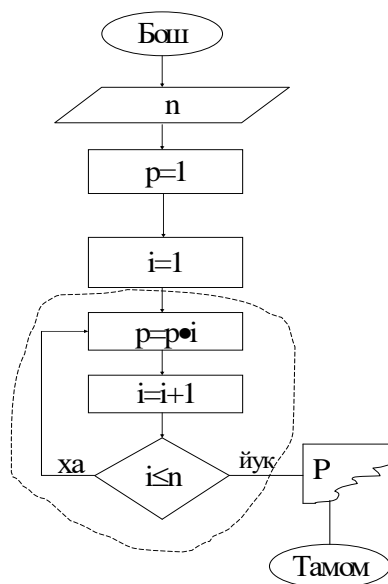 Бош
n
p=1
i=1
p=p•i
i=i+1
i≤n
ха
йук
P
Тамом